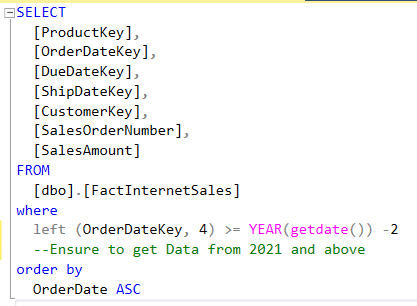 SELECT
[ProductKey],
[OrderDateKey],
[DueDateKey],
[ShipDateKey],
[CustomerKey],
[SalesOrderNumber],
[SalesAmount]
FROM
[dbo].[FactInternetSales]
where
left (OrderDateKey, 4) >= YEAR(getdate()) -2
--Ensure to get Data from 2021 and above
order by
OrderDate ASC